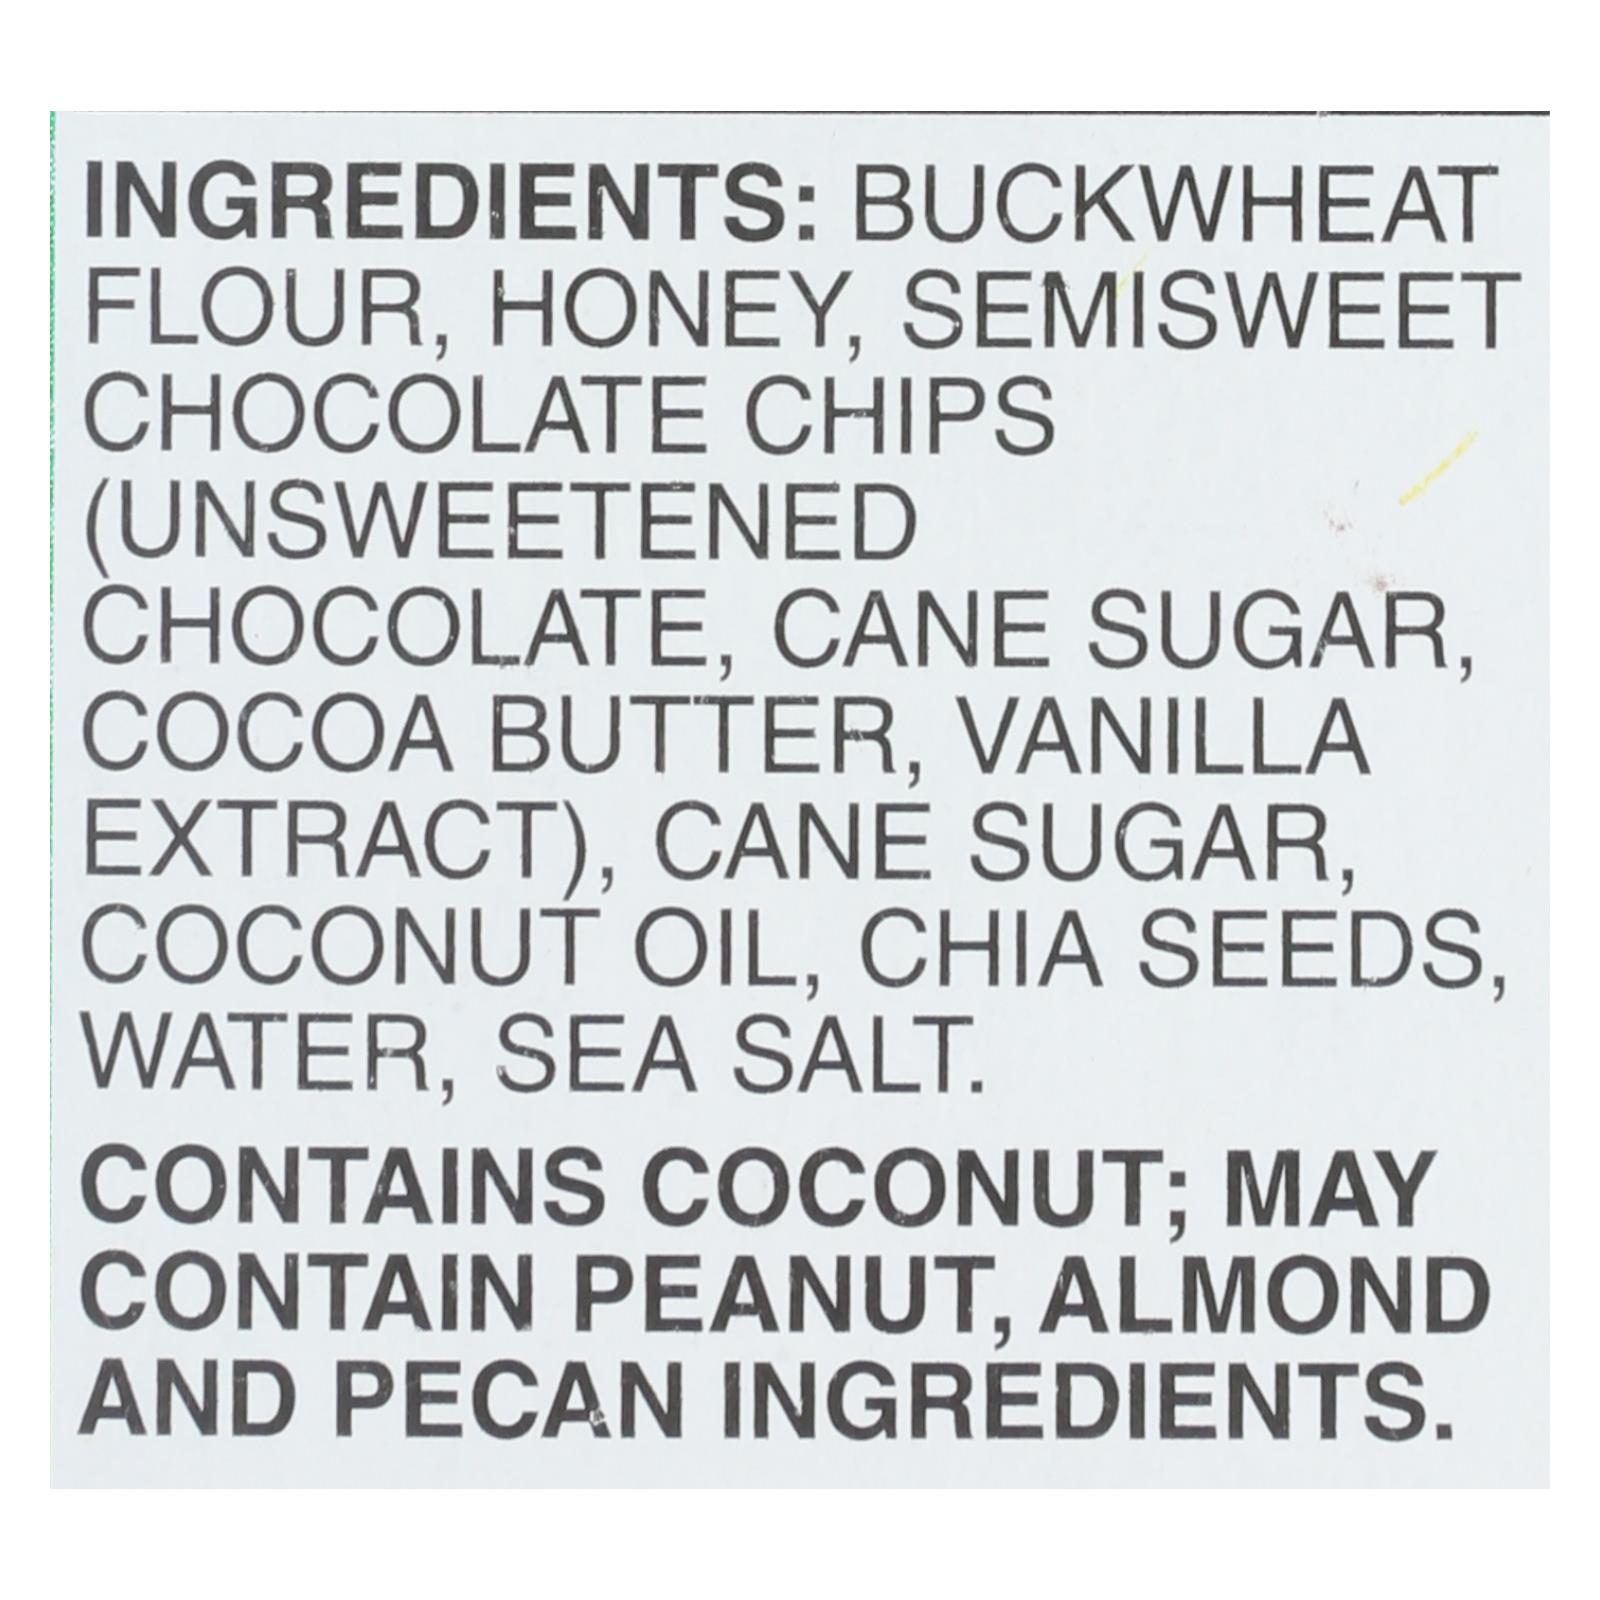 INGREDIENTS: BUCKWHEAT
FLOUR, HONEY, SEMISWEET
CHOCOLATE CHIPS
(UNSWEETENED
CHOCOLATE, CANE SUGAR,
COCOA BUTTER, VANILLA
EXTRACT), CANE SUGAR,
COCONUT OIL, CHIA SEEDS,
WATER, SEA SALT.
CONTAINS COCONUT; MAY
CONTAIN PEANUT, ALMOND
AND PECAN INGREDIENTS.